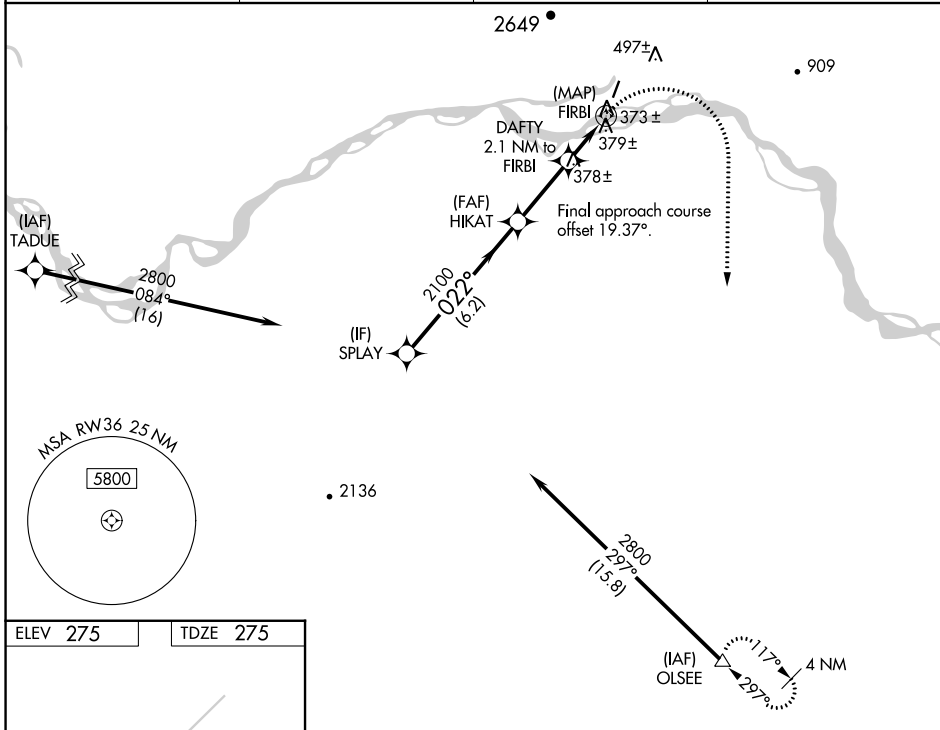 2649
497±
909
(MAP)
FIRBI
373±
DAFTY
2.1 NM to
FIRBI
379±
378±
(FAF)
HIKAT
Final approach course
offset 19.37°.
(IAF)
TADUE
2800
084°
(16)
2100
022°
(6.2)
(IF)
SPLAY
MSA RW36 25 NM
5800
2136
2800
297°
(15.8)
(IAF)
OLSEE
117°
4 NM
297°
ELEV 275
TDZE 275